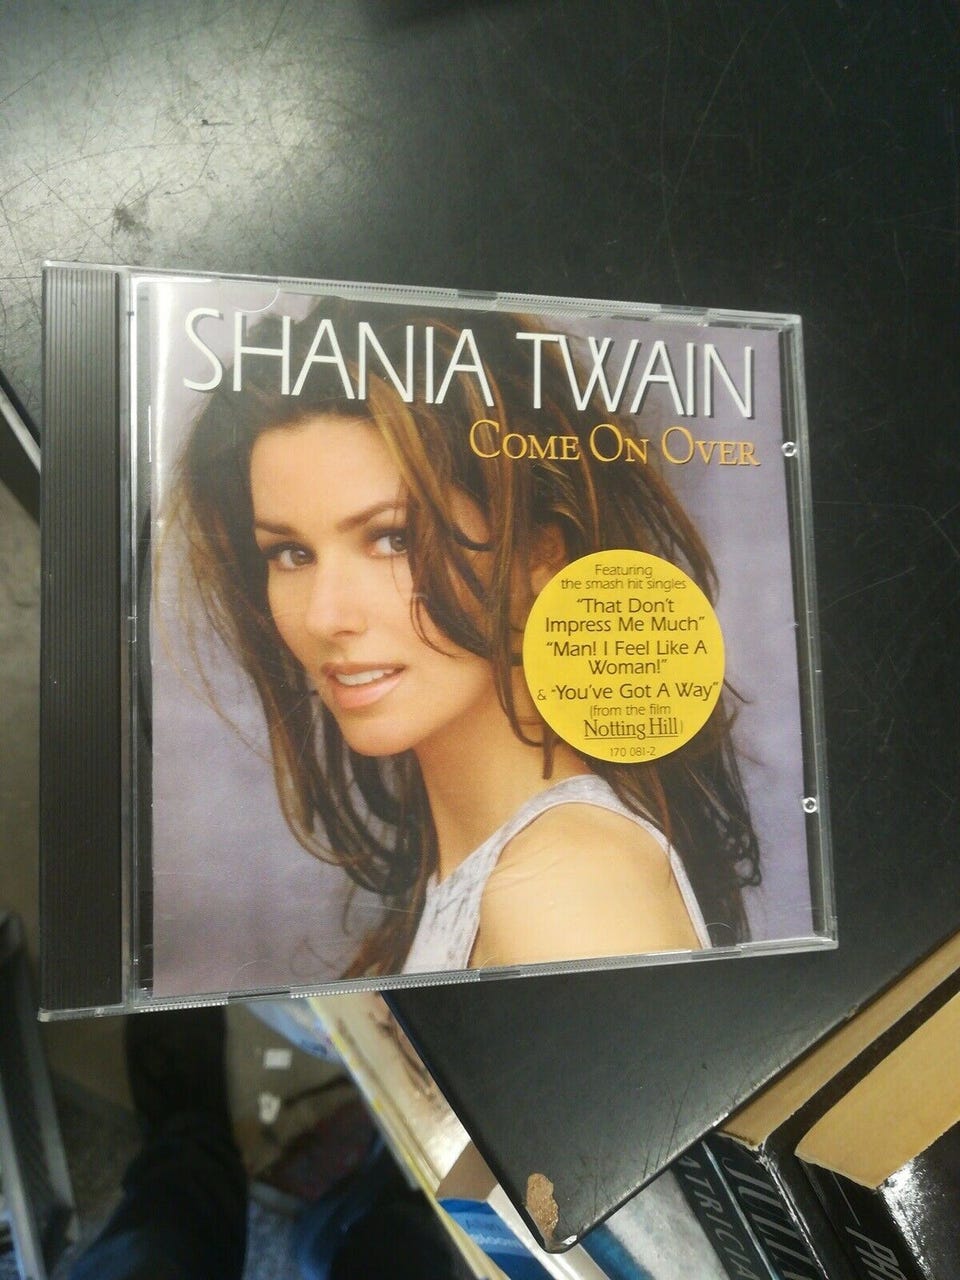 SHANIA TWAIN
COME ON OVER
Featuring
the smash hit singles
"That Don't
Impress Me Much"
"Man! I Feel Like A
Woman!"
& "You've Got A Way"
(from the film
Notting Hill)
170 081-2
ATRICIA